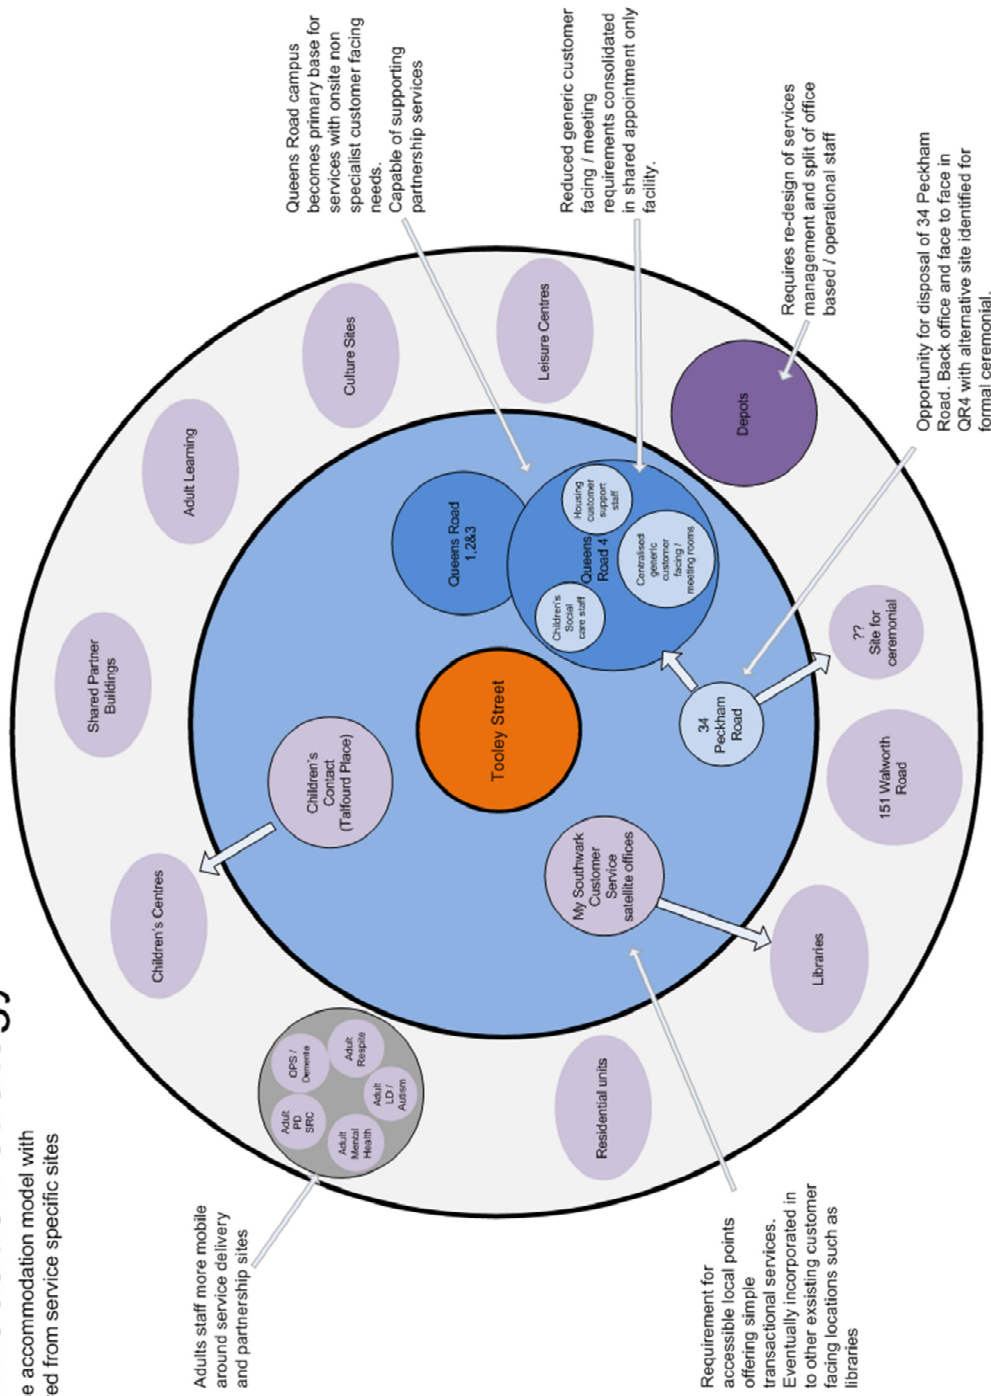 e accommodation model with
ed from service specific sites
Adults staff more mobile
around service delivery
and partnership sites
Requirement for
accessible local points
offering simple
transactional services.
Eventually incorporated in
to other exsisting customer
facing locations such as
libraries
Queens Road campus
becomes primary base for
services with onsite non
specialist customer facing
needs.
Capable of supporting
partnership services
Reduced generic customer
facing / meeting
requirements consolidated
in shared appointment only
facility.
Requires re-design of services
management and split of office
based / operational staff
Opportunity for disposal of 34 Peckham
Road. Back office and face to face in
QR4 with alternative site identified for
formal ceremonial.
Adult
PD
SRC
OPS /
Dementia
Adult
Mental
Health
Adult
LD /
Autism
Adult
Respite
Children's Centres
Shared Partner
Buildings
Adult Learning
Culture Sites
Leisure Centres
Depots
??
Site for
ceremonial
151 Walworth
Road
Libraries
Residential units
Children's
Contact
(Talfourd Place)
Tooley Street
My Southwark
Customer
Service
satellite offices
34
Peckham
Road
Queens Road
1,2&3
Queens
Road 4
Children's
Social
care staff
Housing
customer
support
staff
Centralised
generic
customer
facing /
meeting rooms